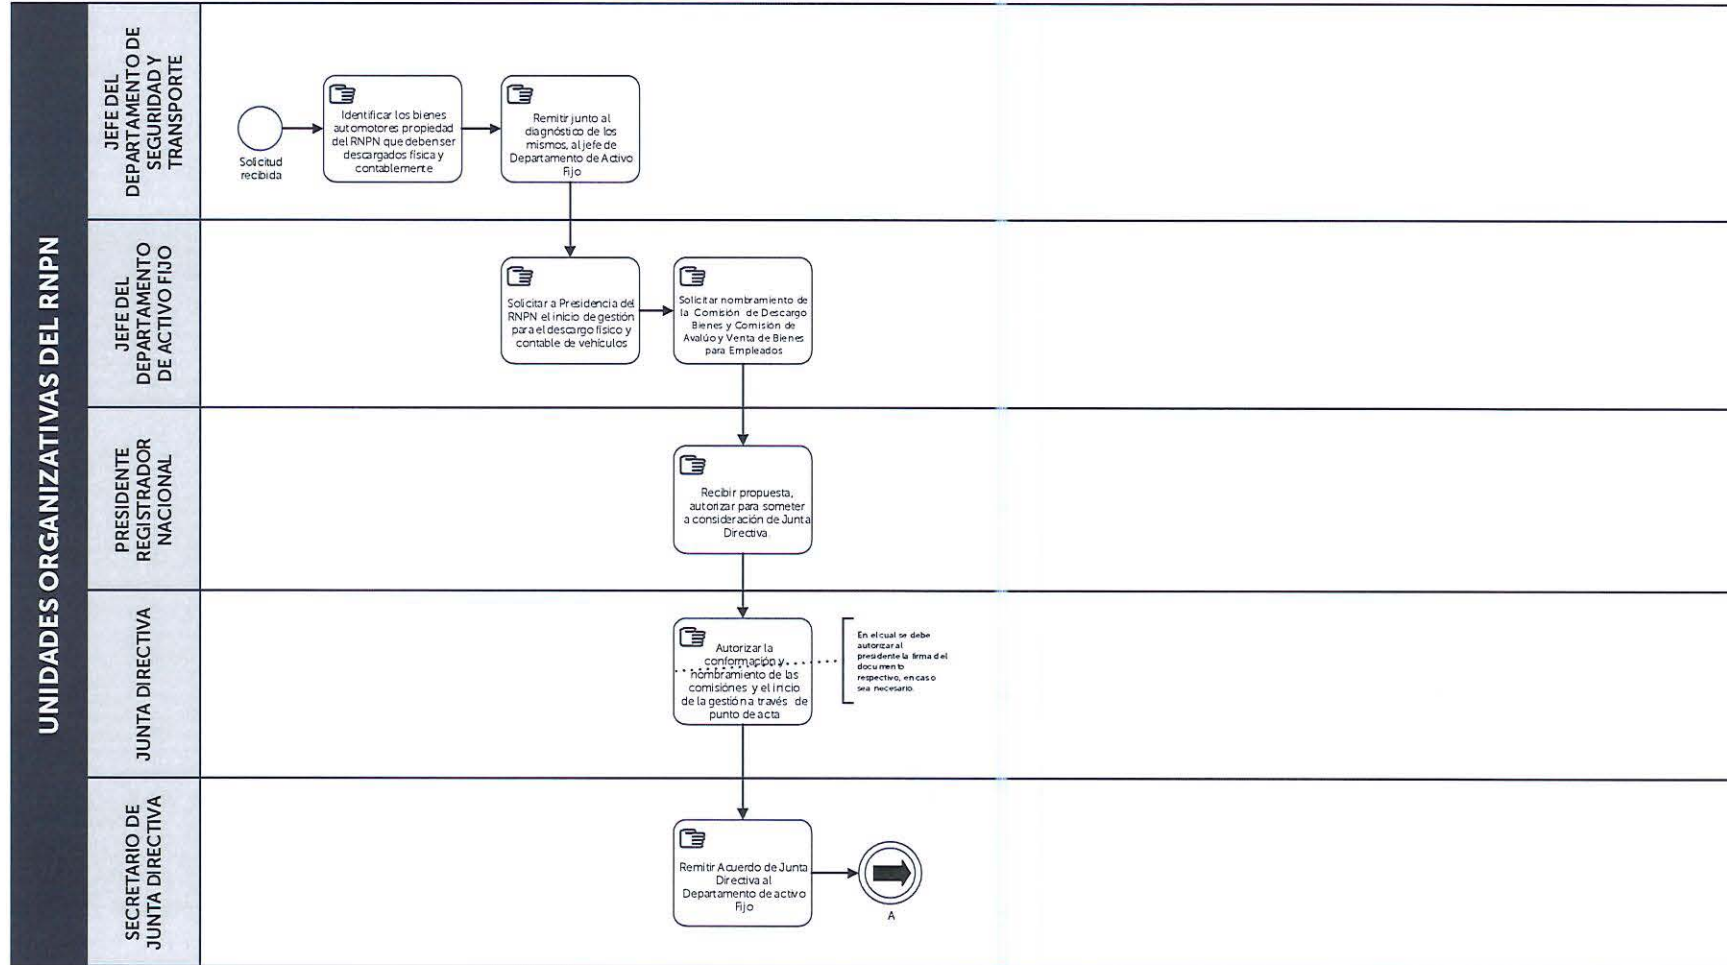 UNIDADES ORGANIZATIVAS DEL RNPN
JEFE DEL
DEPARTAMENTO DE
SEGURIDAD Y
TRANSPORTE
Solicitud
recibida
Identificar los bienes
automotores propiedad
del RNPN que deben ser
descargados física y
contablemente
Remitir junto al
diagnóstico de los
mismos, al jefe de
Departamento de Activo
Fijo
JEFE DEL
DEPARTAMENTO
DE ACTIVO FIJO
Solicitar a Presidencia del
RNPN el inicio de gestión
para el descargo físico y
contable de vehículos
Solicitar nombramiento de
la Comisión de Descargo
Bienes y Comisión de
Avalúo y Venta de Bienes
para Empleados
PRESIDENTE
REGISTRADOR
NACIONAL
Recibir propuesta,
autorizar para someter
a consideración de Junta
Directiva.
JUNTA DIRECTIVA
Autorizar la
conformación y
nombramiento de las
comisiónes y el incio
de la gestión a través de
punto de acta
En el cual se debe
autorizar al
presidente la firma del
documento
respectivo, en caso
sea necesario.
SECRETARIO DE
JUNTA DIRECTIVA
Remitir Acuerdo de Junta
Directiva al
Departamento de activo
Fijo
A